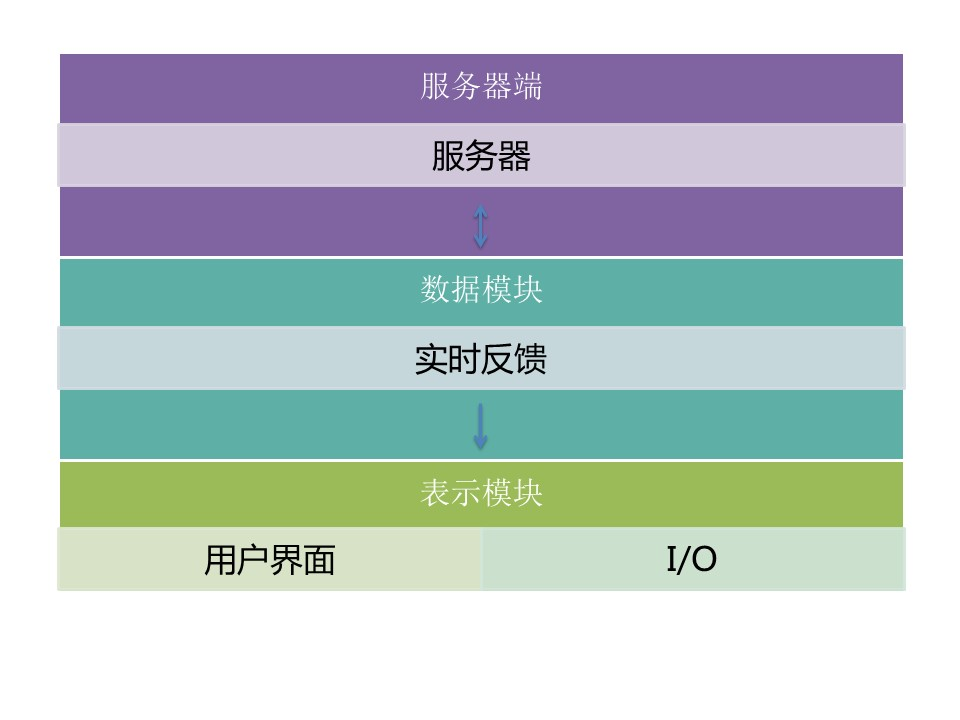 服务器端
服务器
数据模块
实时反馈
表示模块
用户界面
I/O